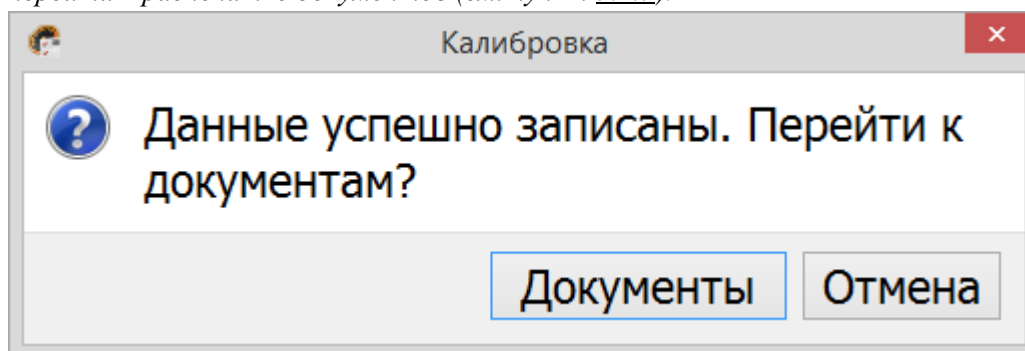 Калибровка
Данные успешно записаны. Перейти к
документам?
Документы
Отмена